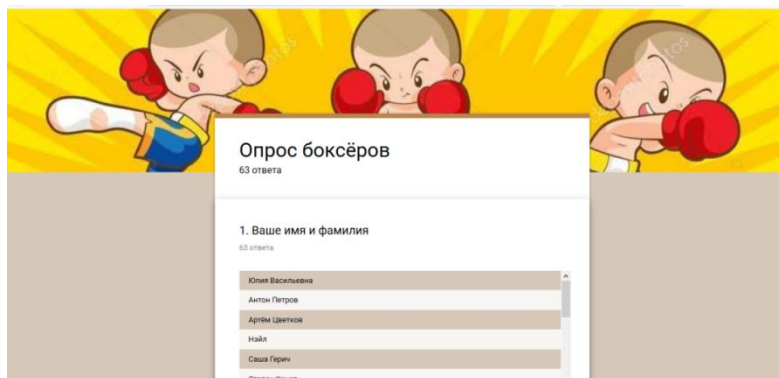 Опрос боксёров
63 ответа
1. Ваше имя и фамилия
63 ответа
Юлия Васильевна
Антон Петров
Артём Цветков
Нэйл
Саша Герич